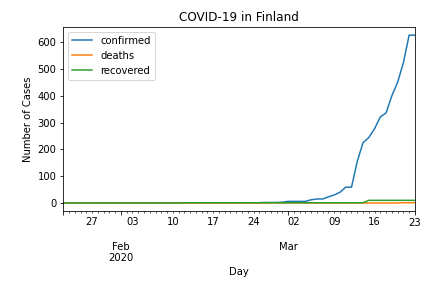 COVID-19 in Finland
confirmed
deaths
recovered
Number of Cases
600
500
400
300
200
100
0
27 03 10 17 24 02 09 16 23
Feb Mar
2020
Day